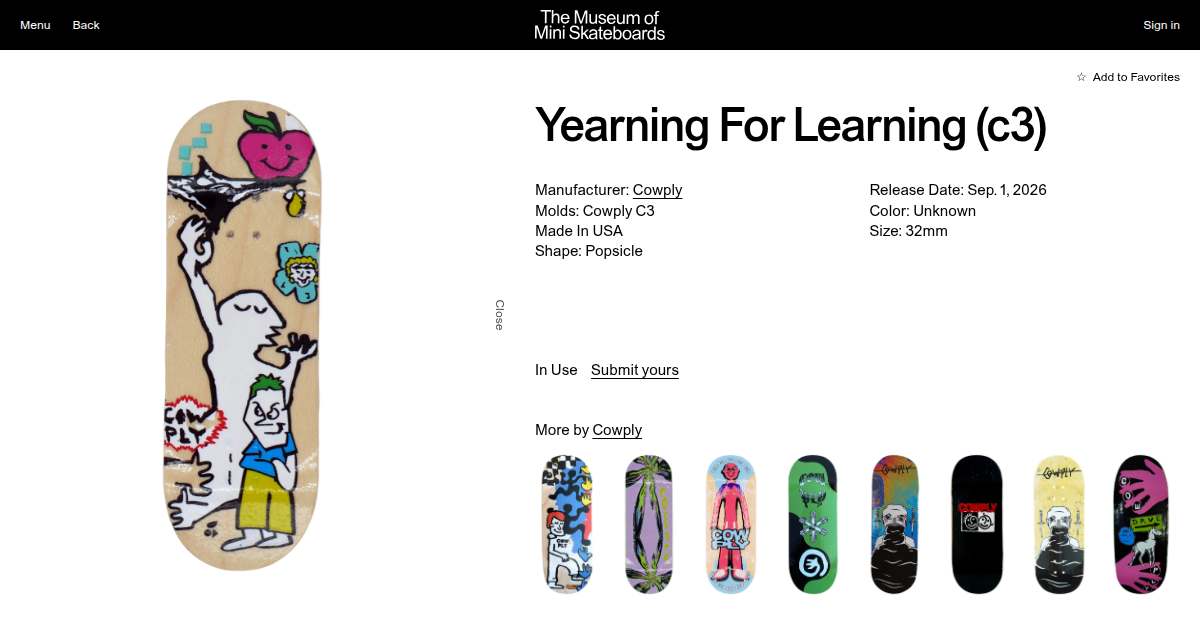 Menu
Back
The Museum of
Mini Skateboards
Sign in
☆ Add to Favorites
Yearning For Learning (c3)
Manufacturer: Cowply
Molds: Cowply C3
Made In USA
Shape: Popsicle
Release Date: Sep. 1, 2026
Color: Unknown
Size: 32mm
Close
In Use
Submit yours
More by Cowply
COW
PLY
COWPLY
COWPLY